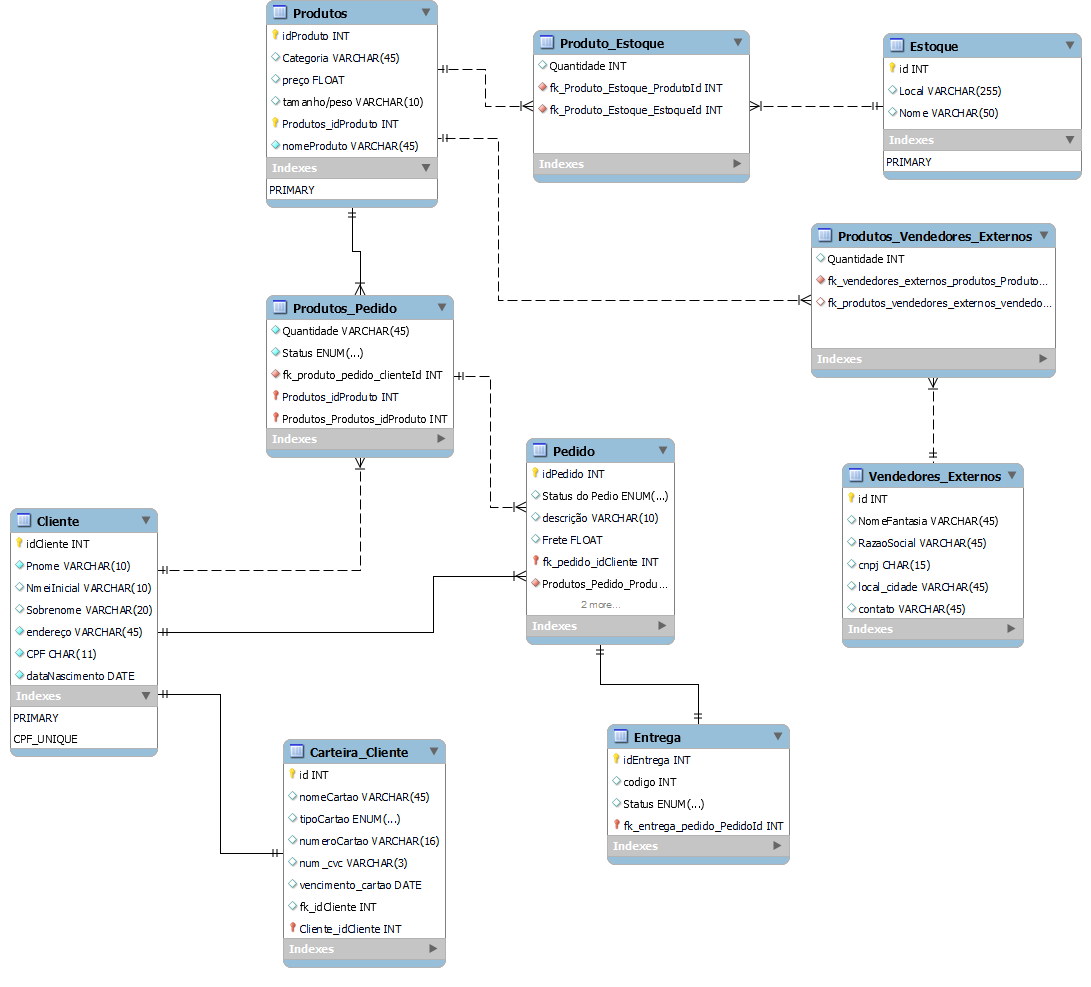 Produtos
idProduto INT
Categoria VARCHAR(45)
preço FLOAT
tamanho/peso VARCHAR(10)
Produtos_idProduto INT
nomeProduto VARCHAR(45)
Indexes
PRIMARY
Produto_Estoque
Quantidade INT
fk_Produto_Estoque_ProdutoId INT
fk_Produto_Estoque_EstoqueId INT
Indexes
Estoque
id INT
Local VARCHAR(255)
Nome VARCHAR(50)
Indexes
PRIMARY
Produtos_Vendedores_Externos
Quantidade INT
fk_vendedores_externos_produtos_Produto...
fk_produtos_vendedores_externos_vendedo...
Indexes
Produtos_Pedido
Quantidade VARCHAR(45)
Status ENUM(...)
fk_produto_pedido_clienteId INT
Produtos_idProduto INT
Produtos_Produtos_idProduto INT
Indexes
Pedido
idPedido INT
Status do Pedio ENUM(...)
descrição VARCHAR(10)
Frete FLOAT
fk_pedido_idCliente INT
Produtos_Pedido_Produ...
2 more...
Indexes
Vendedores_Externos
id INT
NomeFantasia VARCHAR(45)
RazaoSocial VARCHAR(45)
cnpj CHAR(15)
local_cidade VARCHAR(45)
contato VARCHAR(45)
Indexes
Cliente
idCliente INT
Pnome VARCHAR(10)
NmeiInicial VARCHAR(10)
Sobrenome VARCHAR(20)
endereço VARCHAR(45)
CPF CHAR(11)
dataNascimento DATE
Indexes
PRIMARY
CPF_UNIQUE
Carteira_Cliente
id INT
nomeCartao VARCHAR(45)
tipoCartao ENUM(...)
numeroCartao VARCHAR(16)
num_cvc VARCHAR(3)
vencimento_cartao DATE
fk_idCliente INT
Cliente_idCliente INT
Indexes
Entrega
idEntrega INT
codigo INT
Status ENUM(...)
fk_entrega_pedido_PedidoId INT
Indexes